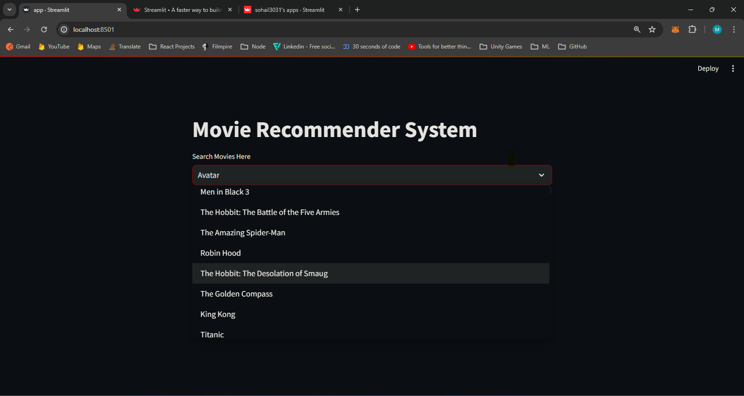 app · Streamlit
Streamlit • A faster way to build
sohail3031's apps · Streamlit
localhost:8501
Gmail
YouTube
Maps
Translate
React Projects
Filmpire
Node
Linkedin – Free soci...
30 seconds of code
Tools for better thin...
Unity Games
ML
GitHub
M
Deploy
Movie Recommender System
Search Movies Here
Avatar
Men in Black 3
The Hobbit: The Battle of the Five Armies
The Amazing Spider-Man
Robin Hood
The Hobbit: The Desolation of Smaug
The Golden Compass
King Kong
Titanic